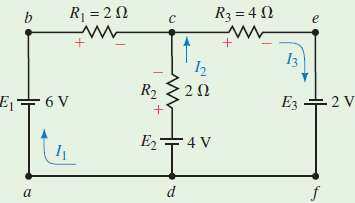 R₁ = 2 Ω R₃ = 4 Ω
b c e
+ − + −
I₂ I₃
− R₂ 2 Ω +
E₁ 6 V E₃ 2 V
E₂ 4 V
I₁
a d f